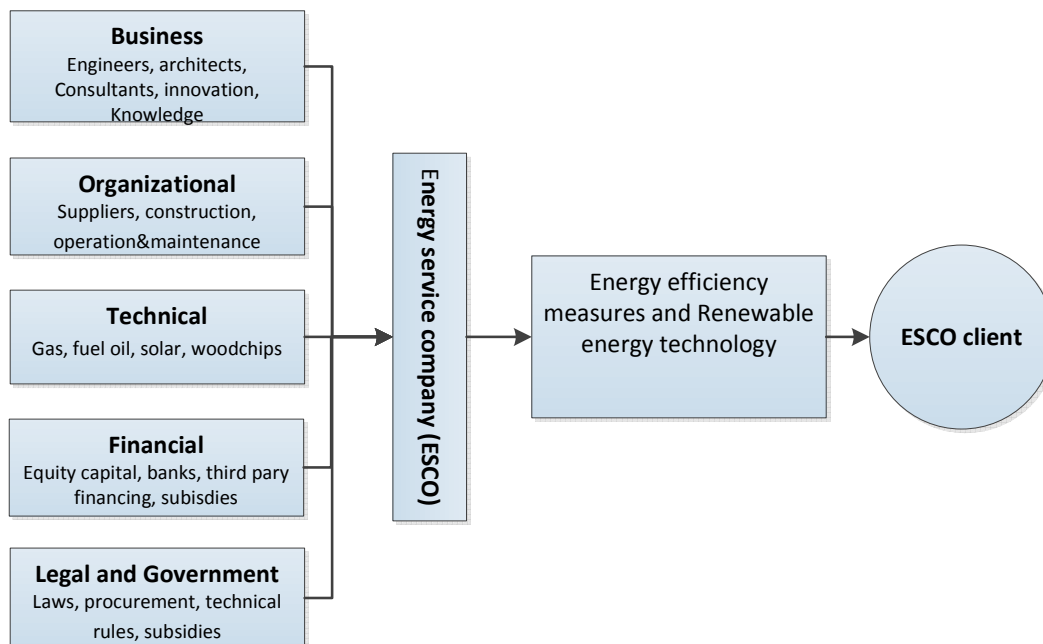 Business
Engineers, architects,
Consultants, innovation,
Knowledge
Organizational
Suppliers, construction,
operation&maintenance
Technical
Gas, fuel oil, solar, woodchips
Financial
Equity capital, banks, third pary
financing, subisdies
Legal and Government
Laws, procurement, technical
rules, subsidies
Energy service company (ESCO)
Energy efficiency
measures and Renewable
energy technology
ESCO client